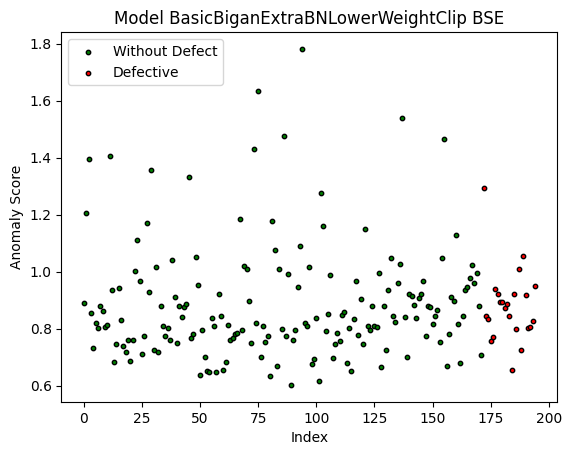 Model BasicBiganExtraBNLowerWeightClip BSE
Without Defect
Defective
Anomaly Score
1.8
1.6
1.4
1.2
1.0
0.8
0.6
0 25 50 75 100 125 150 175 200
Index